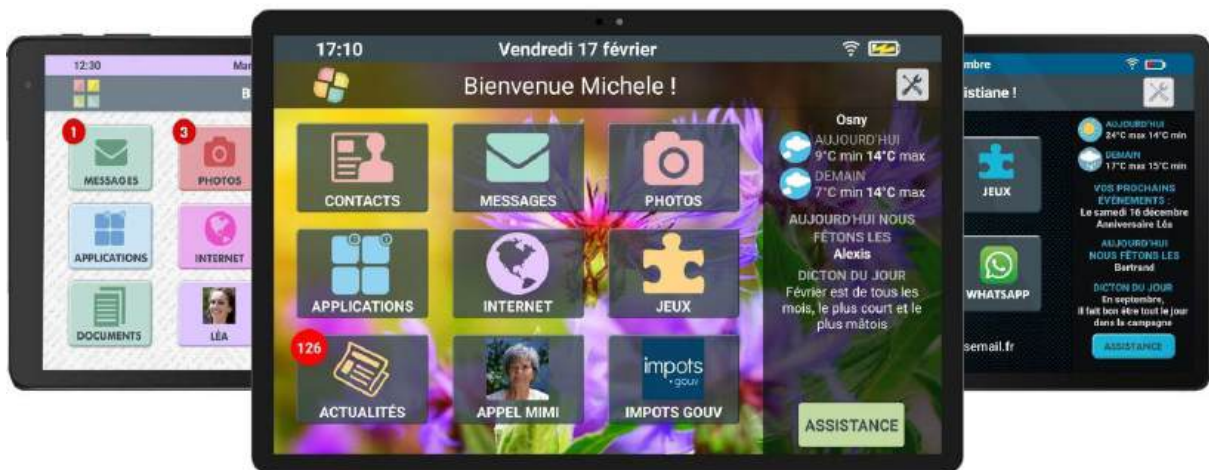 12:30
Mar
B
1
MESSAGES
3
PHOTOS
APPLICATIONS
INTERNET
DOCUMENTS
LÉA
17:10
Vendredi 17 février
Bienvenue Michele !
CONTACTS
MESSAGES
PHOTOS
APPLICATIONS
INTERNET
JEUX
126
ACTUALITÉS
APPEL MIMI
impots
.gouv
IMPOTS GOUV
Osny
AUJOURD'HUI
9°C min 14°C max
DEMAIN
7°C min 14°C max
AUJOURD'HUI NOUS
FÊTONS LES
Alexis
DICTON DU JOUR
Février est de tous les
mois, le plus court et le
plus mâtois
ASSISTANCE
mbre
istiane !
JEUX
WHATSAPP
semail.fr
AUJOURD'HUI
24°C max 14°C min
DEMAIN
17°C max 15°C min
VOS PROCHAINS
ÉVÉNEMENTS :
Le samedi 16 décembre
Anniversaire Léa
AUJOURD'HUI
NOUS FÊTONS LES
Bertrand
DICTON DU JOUR
En septembre,
il fait bon être tout le jour
dans la campagne
ASSISTANCE